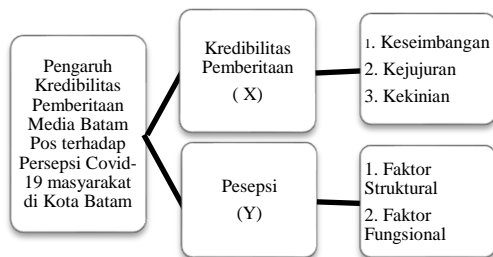 Pengaruh
Kredibilitas
Pemberitaan
Media Batam
Pos terhadap
Persepsi Covid-
19 masyarakat
di Kota Batam
Kredibilitas
Pemberitaan
( X)
1. Keseimbangan
2. Kejujuran
3. Kekinian
Pesepsi
(Y)
1. Faktor
Struktural
2. Faktor
Fungsional